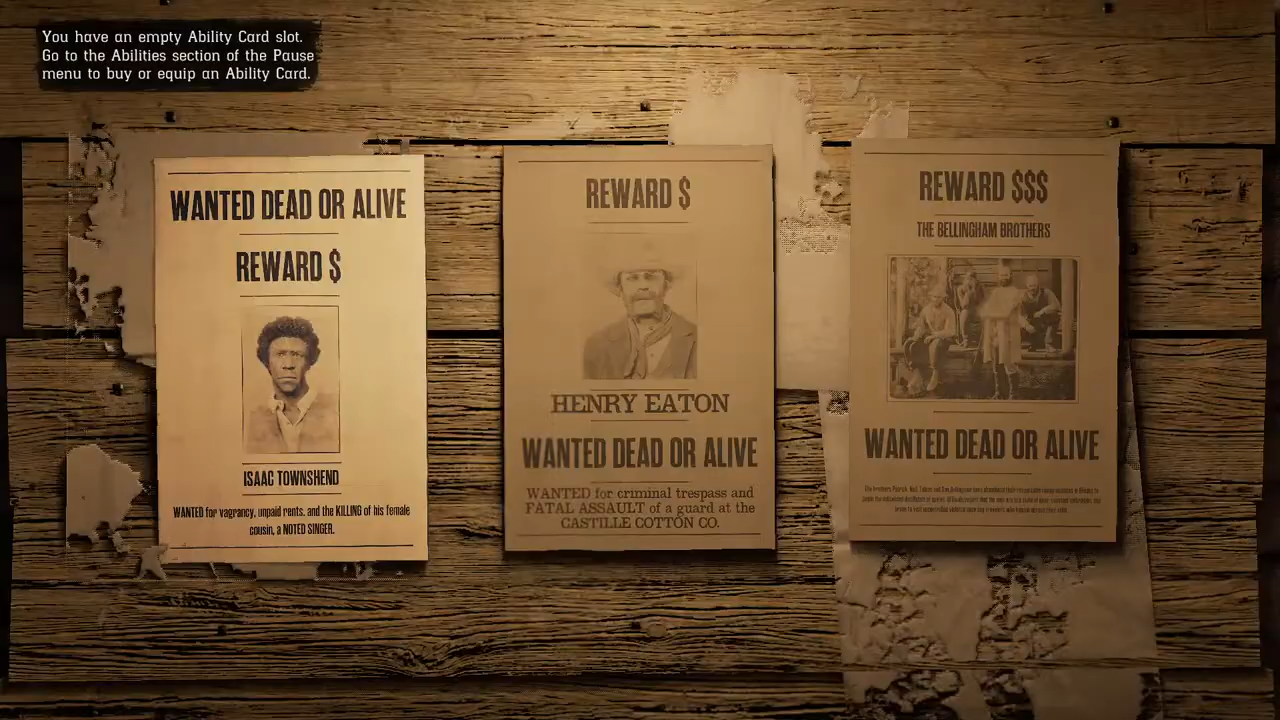 You have an empty Ability Card slot.
Go to the Abilities section of the Pause
menu to buy or equip an Ability Card.
WANTED DEAD OR ALIVE
REWARD $
ISAAC TOWNSHEND
WANTED for vagrancy, unpaid rents, and the KILLING of his female
cousin, a NOTED SINGER.
REWARD $
HENRY EATON
WANTED DEAD OR ALIVE
WANTED for criminal trespass and
FATAL ASSAULT of a guard at the
CASTILLE COTTON CO.
REWARD $$$
THE BELLINGHAM BROTHERS
WANTED DEAD OR ALIVE